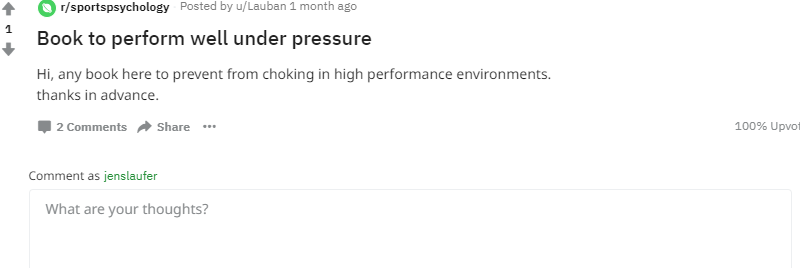 r/sportspsychology · Posted by u/Lauban 1 month ago
1
Book to perform well under pressure
Hi, any book here to prevent from choking in high performance environments.
thanks in advance.
2 Comments Share ···
100% Upvot
Comment as jenslaufer
What are your thoughts?